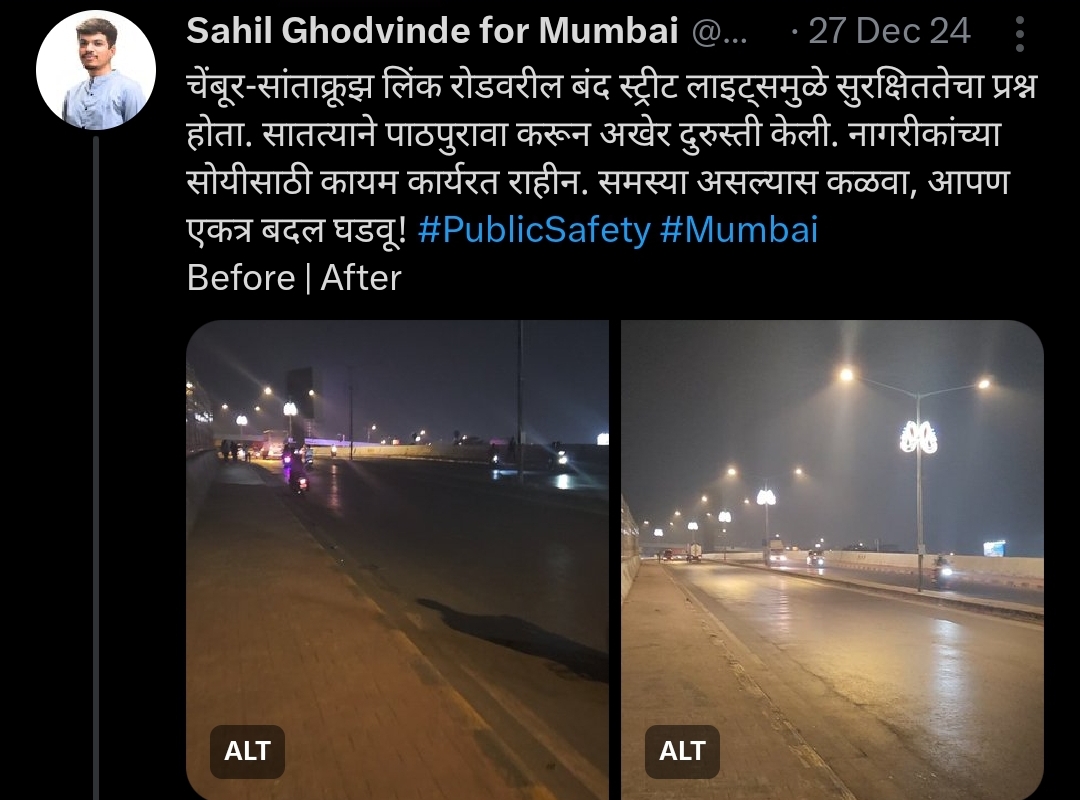 Sahil Ghodvinde for Mumbai @... · 27 Dec 24
चेंबूर-सांताक्रूझ लिंक रोडवरील बंद स्ट्रीट लाइट्समुळे सुरक्षिततेचा प्रश्न
होता. सातत्याने पाठपुरावा करून अखेर दुरुस्ती केली. नागरीकांच्या
सोयीसाठी कायम कार्यरत राहीन. समस्या असल्यास कळवा, आपण
एकत्र बदल घडवू! #PublicSafety #Mumbai
Before | After
ALT ALT